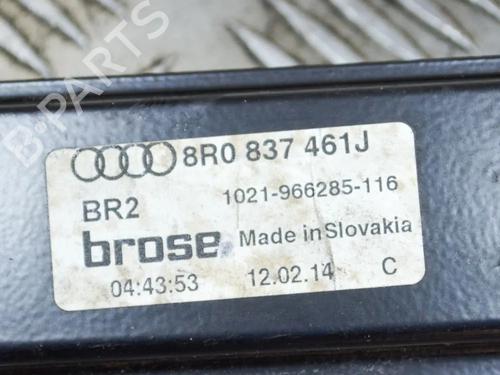 B-PARTS
8R0 837 461J
BR2
1021-966285-116
brose
Made in Slovakia
04:43:53
12.02.14
C